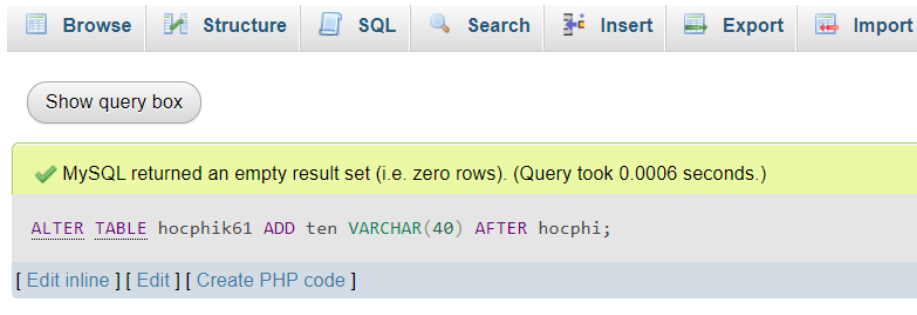 Browse Structure SQL Search Insert Export Import
Show query box
MySQL returned an empty result set (i.e. zero rows). (Query took 0.0006 seconds.)
ALTER TABLE hocphik61 ADD ten VARCHAR(40) AFTER hocphi;
[ Edit inline ] [ Edit ] [ Create PHP code ]